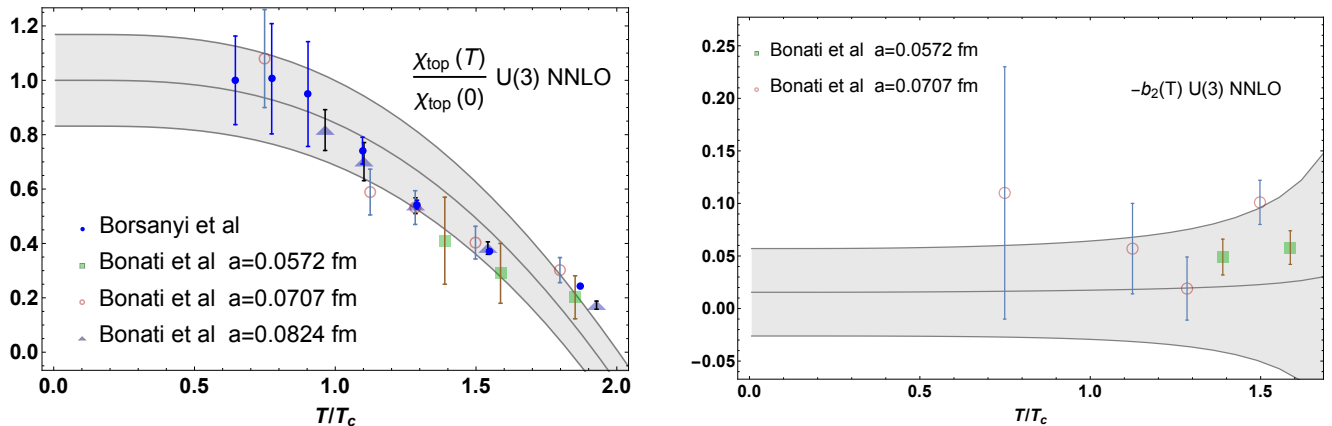 1.2
1.0
0.8
0.6
0.4
0.2
0.0
χtop (T)
χtop (0)
U(3) NNLO
Borsanyi et al
Bonati et al a=0.0572 fm
Bonati et al a=0.0707 fm
Bonati et al a=0.0824 fm
0.0 0.5 1.0 1.5 2.0
T/Tc
0.25
0.20
0.15
0.10
0.05
0.00
−0.05
Bonati et al a=0.0572 fm
Bonati et al a=0.0707 fm
−b2(T) U(3) NNLO
0.0 0.5 1.0 1.5
T/Tc